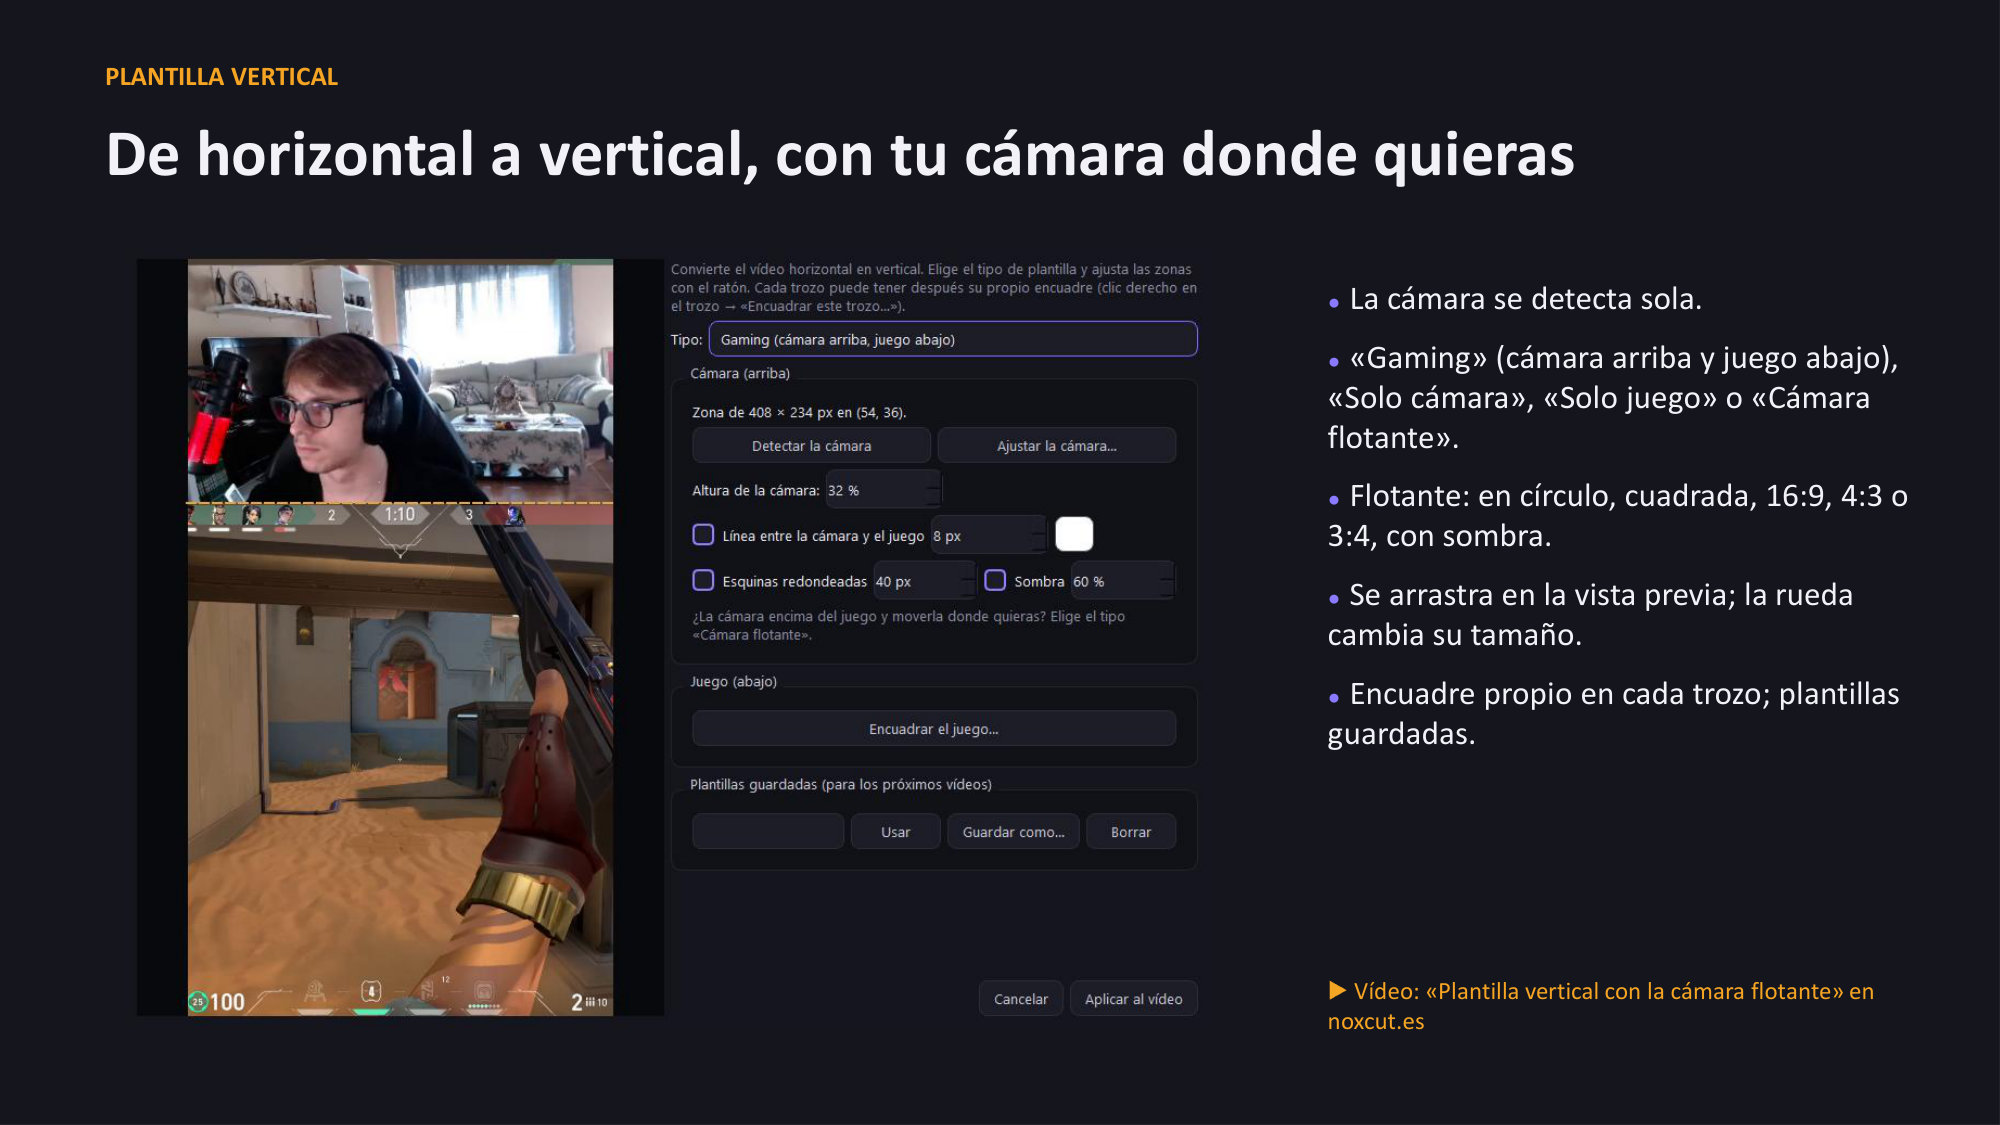 PLANTILLA VERTICAL
De horizontal a vertical, con tu cámara donde quieras
2
1:10
3
12
4
25
100
2
10
Convierte el vídeo horizontal en vertical. Elige el tipo de plantilla y ajusta las zonas
con el ratón. Cada trozo puede tener después su propio encuadre (clic derecho en
el trozo → «Encuadrar este trozo...»).
Tipo: Gaming (cámara arriba, juego abajo)
Cámara (arriba)
Zona de 408 × 234 px en (54, 36).
Detectar la cámara
Ajustar la cámara...
Altura de la cámara: 32 %
Línea entre la cámara y el juego 8 px
Esquinas redondeadas 40 px
Sombra 60 %
¿La cámara encima del juego y moverla donde quieras? Elige el tipo
«Cámara flotante».
Juego (abajo)
Encuadrar el juego...
Plantillas guardadas (para los próximos vídeos)
Usar
Guardar como...
Borrar
Cancelar
Aplicar al vídeo
● La cámara se detecta sola.
● «Gaming» (cámara arriba y juego abajo),
«Solo cámara», «Solo juego» o «Cámara
flotante».
● Flotante: en círculo, cuadrada, 16:9, 4:3 o
3:4, con sombra.
● Se arrastra en la vista previa; la rueda
cambia su tamaño.
● Encuadre propio en cada trozo; plantillas
guardadas.
▶ Vídeo: «Plantilla vertical con la cámara flotante» en
noxcut.es